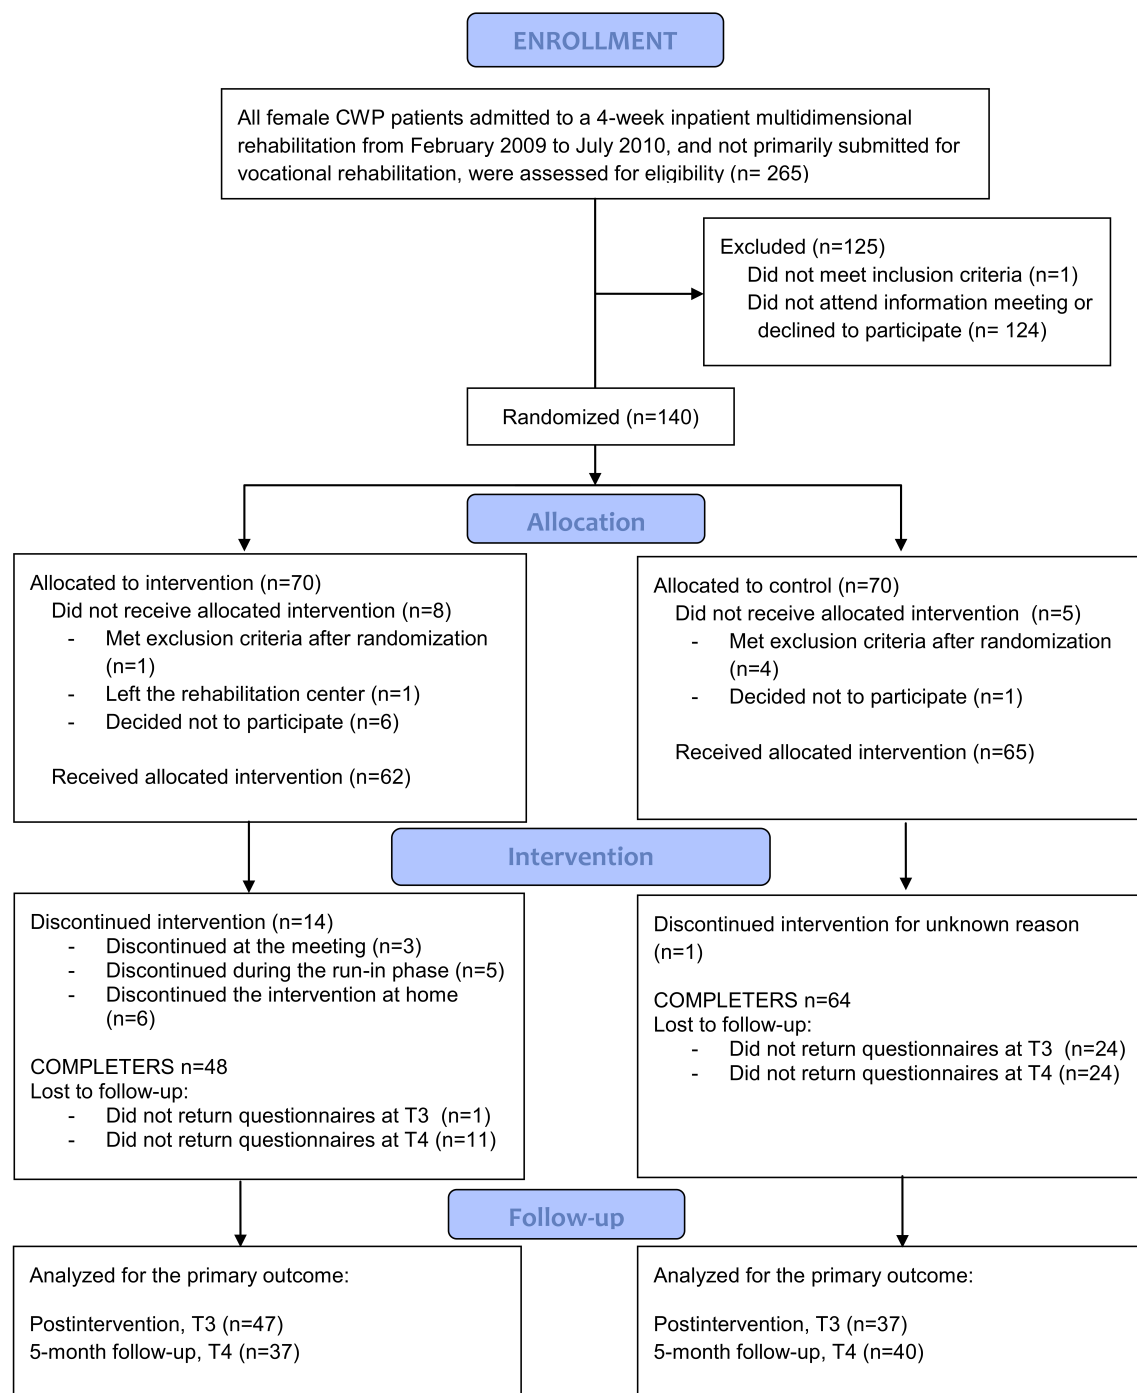 ENROLLMENT
All female CWP patients admitted to a 4-week inpatient multidimensional
rehabilitation from February 2009 to July 2010, and not primarily submitted for
vocational rehabilitation, were assessed for eligibility (n= 265)
Excluded (n=125)
Did not meet inclusion criteria (n=1)
Did not attend information meeting or
declined to participate (n= 124)
Randomized (n=140)
Allocation
Allocated to intervention (n=70)
Did not receive allocated intervention (n=8)
- Met exclusion criteria after randomization
(n=1)
- Left the rehabilitation center (n=1)
- Decided not to participate (n=6)
Received allocated intervention (n=62)
Allocated to control (n=70)
Did not receive allocated intervention (n=5)
- Met exclusion criteria after randomization
(n=4)
- Decided not to participate (n=1)
Received allocated intervention (n=65)
Intervention
Discontinued intervention (n=14)
- Discontinued at the meeting (n=3)
- Discontinued during the run-in phase (n=5)
- Discontinued the intervention at home
(n=6)
COMPLETERS n=48
Lost to follow-up:
- Did not return questionnaires at T3 (n=1)
- Did not return questionnaires at T4 (n=11)
Discontinued intervention for unknown reason
(n=1)
COMPLETERS n=64
Lost to follow-up:
- Did not return questionnaires at T3 (n=24)
- Did not return questionnaires at T4 (n=24)
Follow-up
Analyzed for the primary outcome:
Postintervention, T3 (n=47)
5-month follow-up, T4 (n=37)
Analyzed for the primary outcome:
Postintervention, T3 (n=37)
5-month follow-up, T4 (n=40)